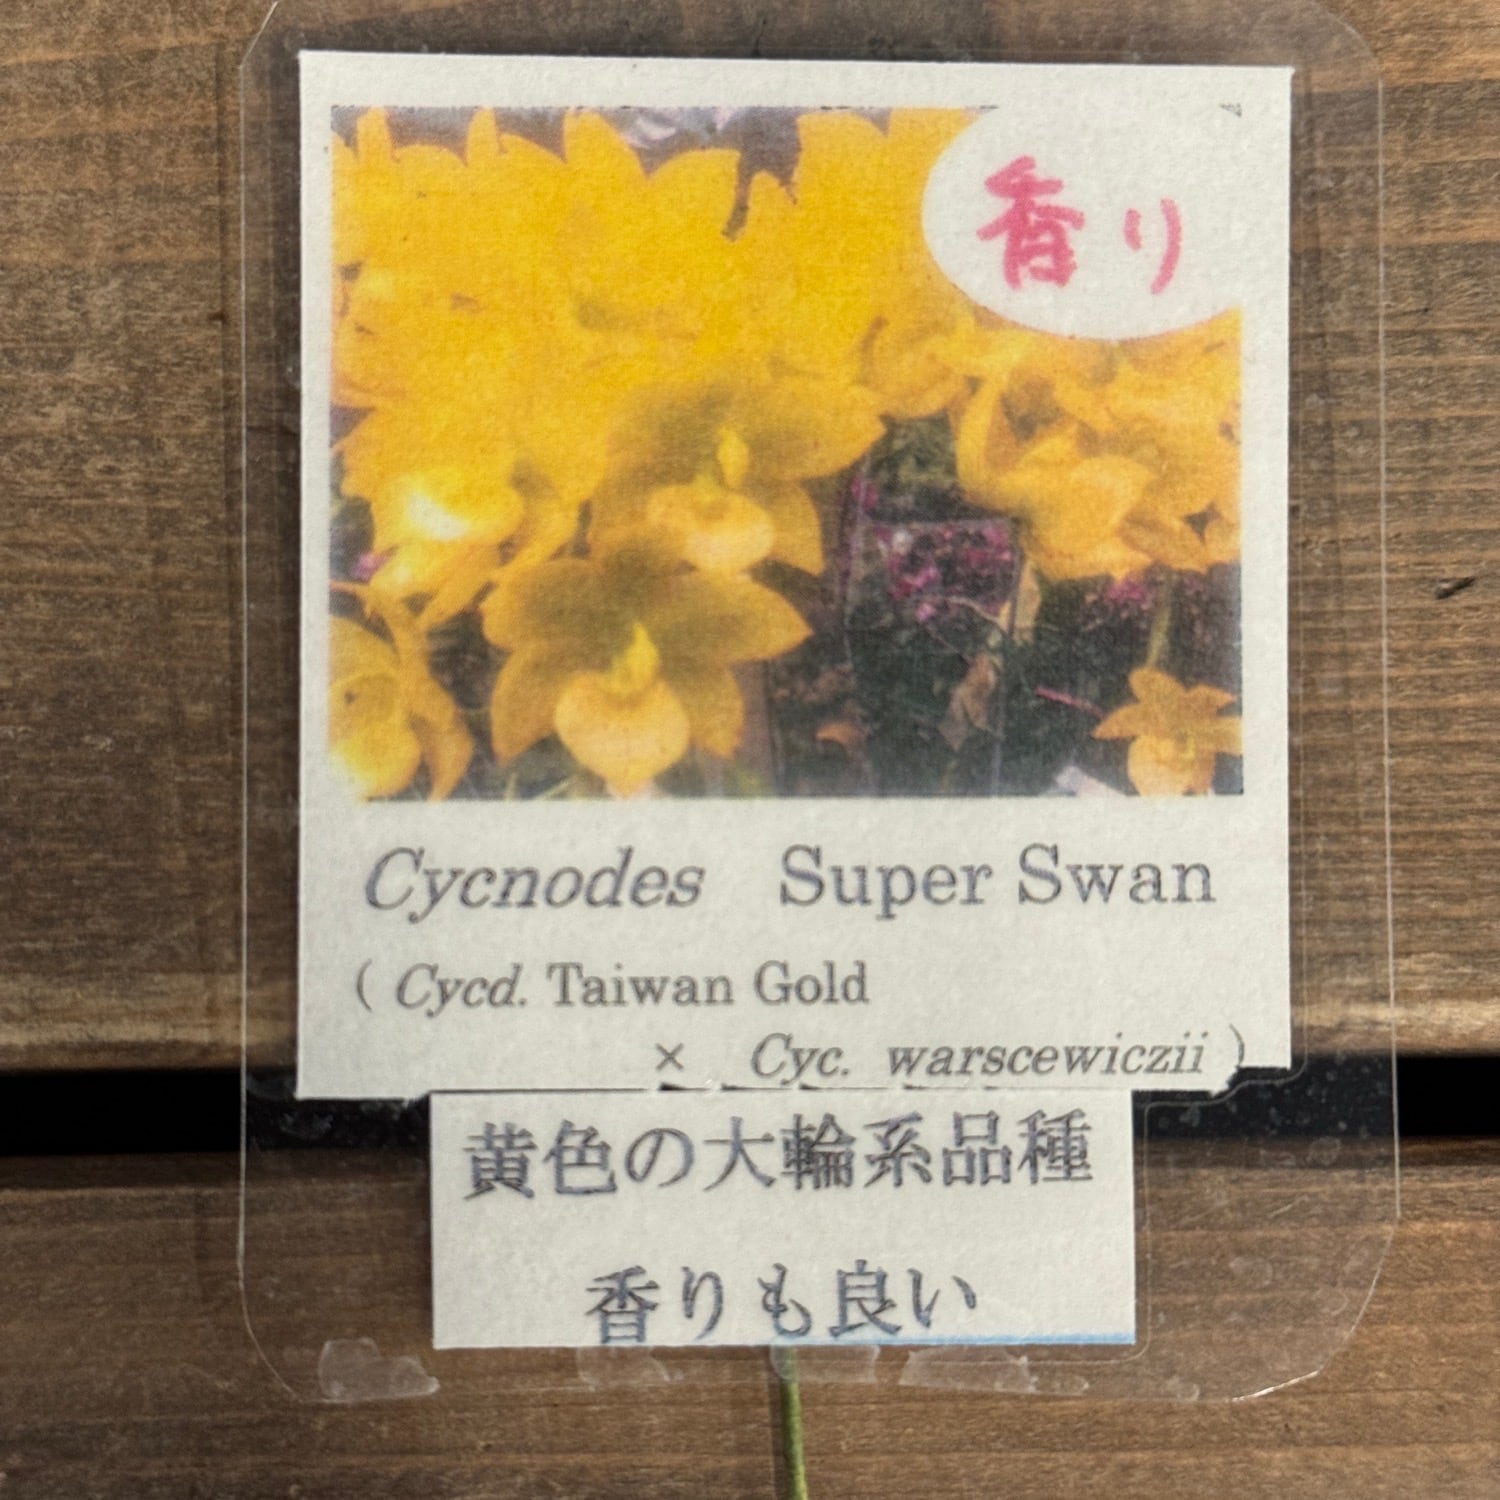 香り
Cycnodes Super Swan
( Cycd. Taiwan Gold
× Cyc. warscewiczii )
黄色の大輪系品種
香りも良い